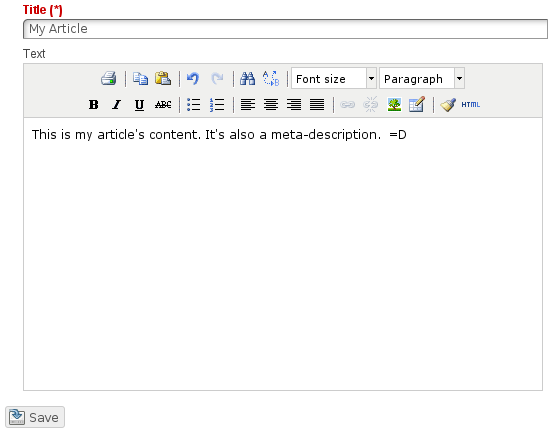 Title (*)
My Article
Text
Font size Paragraph
B I U ABC HTML
This is my article's content. It's also a meta-description. =D
Save